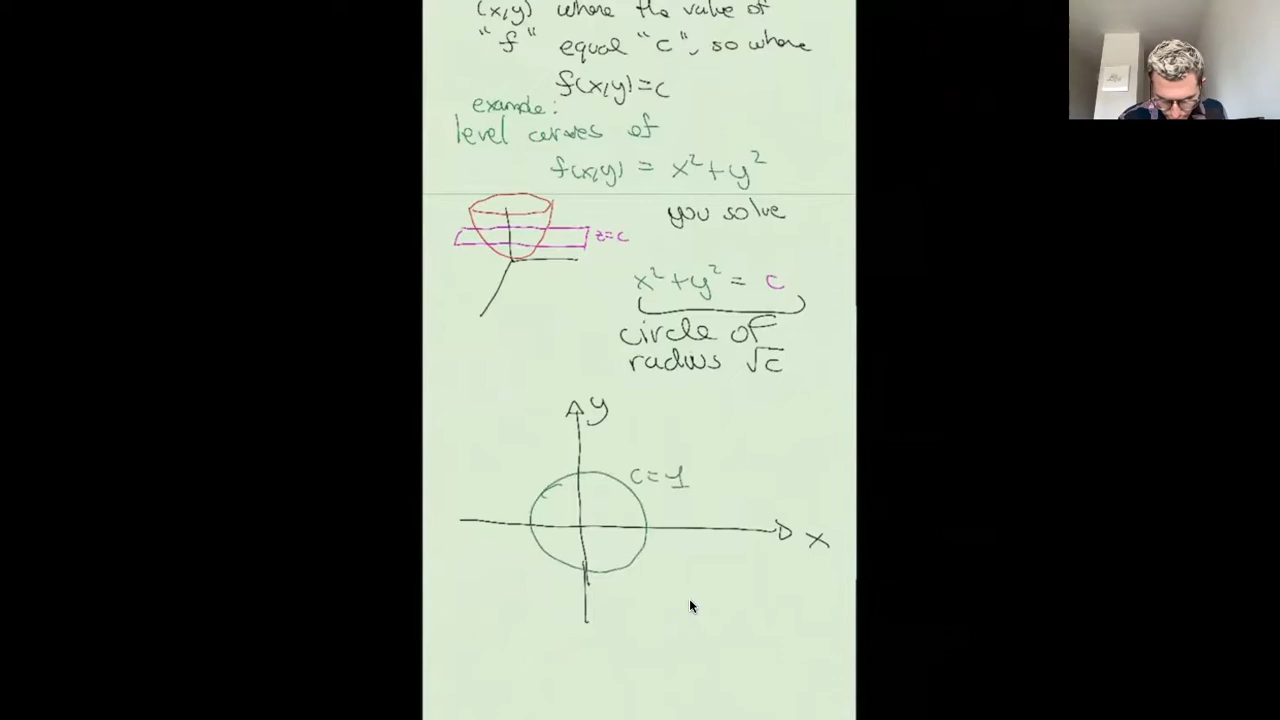 (x,y) where the value of
"f" equal "c", so where
f(x,y)=c
example:
level curves of
f(x,y) = x²+y²
you solve
z=c
x²+y² = c
circle of
radius √c
y
c=1
x